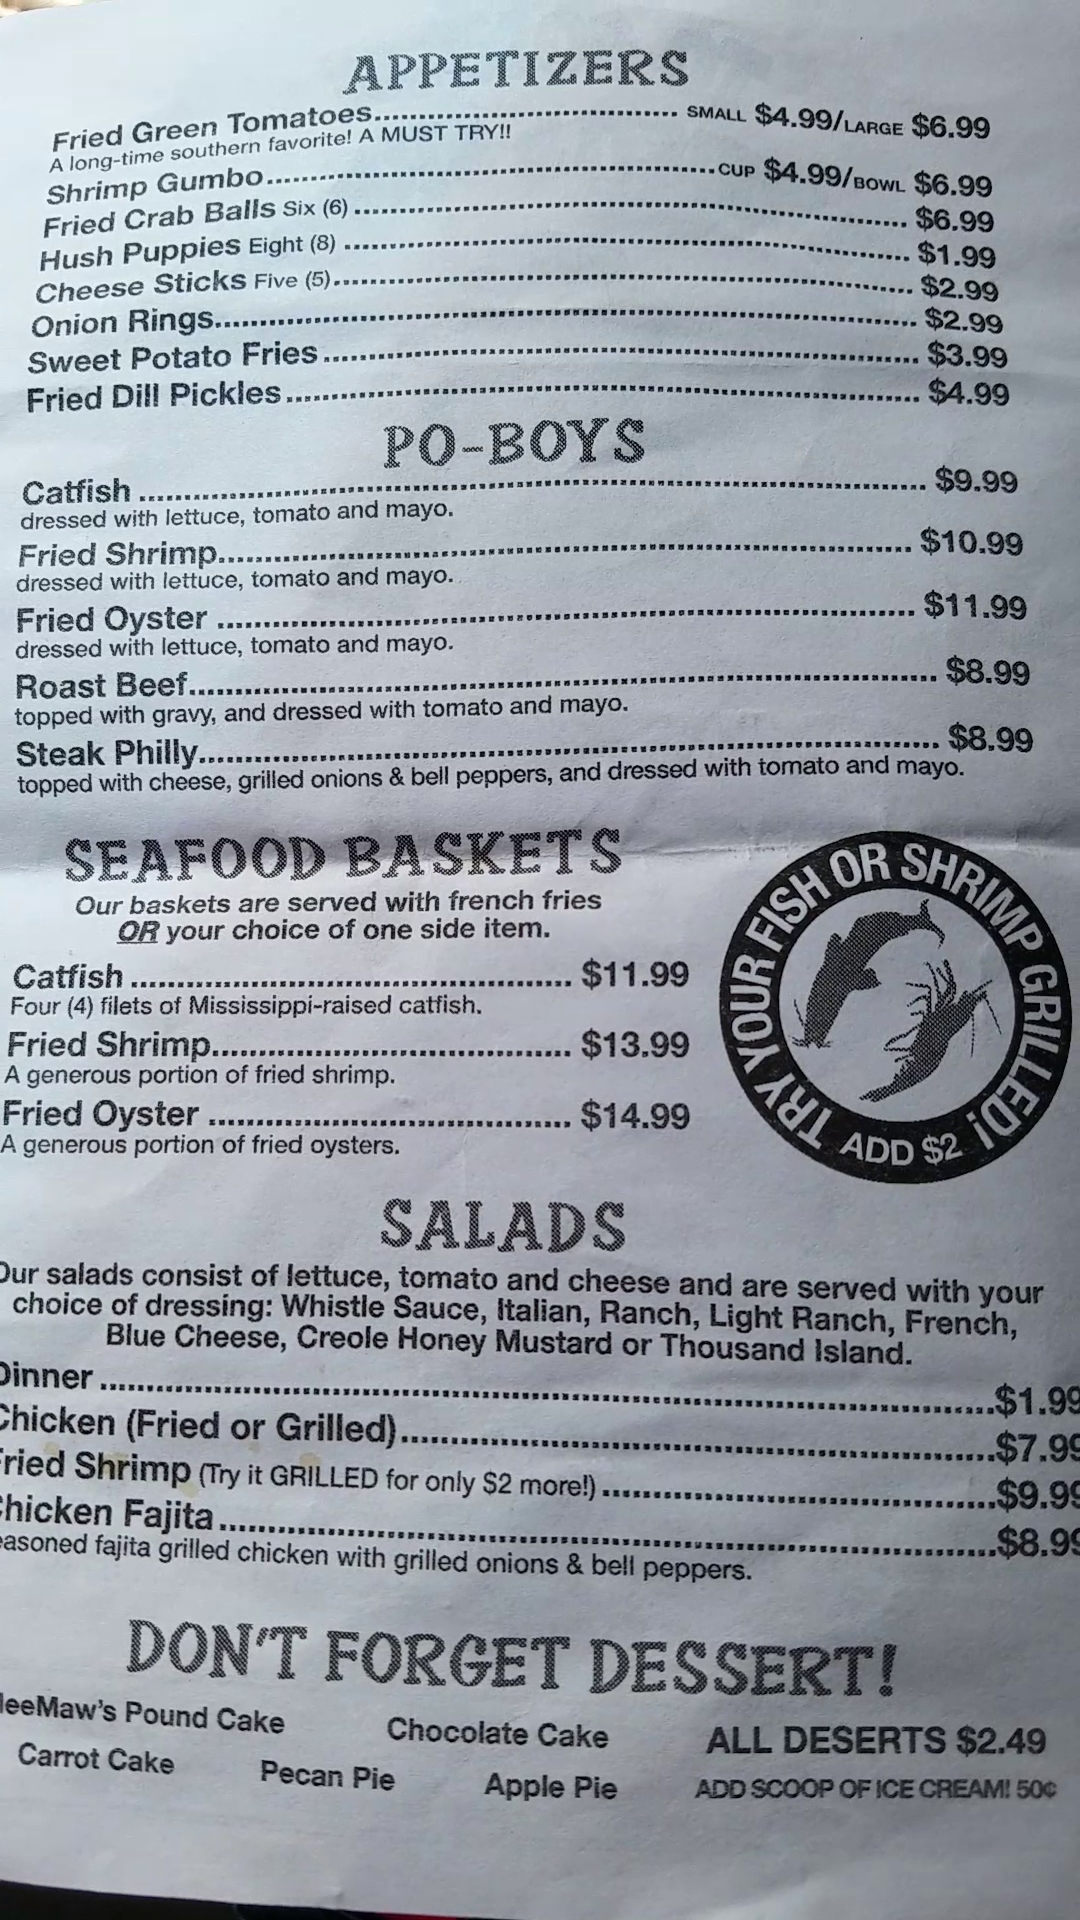 APPETIZERS
Fried Green Tomatoes........ SMALL $4.99/LARGE $6.99
A long-time southern favorite! A MUST TRY!!
Shrimp Gumbo........CUP $4.99/BOWL $6.99
Fried Crab Balls Six (6) ........ $6.99
Hush Puppies Eight (8) ........ $1.99
Cheese Sticks Five (5)........ $2.99
Onion Rings........ $2.99
Sweet Potato Fries ........ $3.99
Fried Dill Pickles........ $4.99
PO-BOYS
Catfish ........ $9.99
dressed with lettuce, tomato and mayo.
Fried Shrimp........ $10.99
dressed with lettuce, tomato and mayo.
Fried Oyster ........ $11.99
dressed with lettuce, tomato and mayo.
Roast Beef........ $8.99
topped with gravy, and dressed with tomato and mayo.
Steak Philly........ $8.99
topped with cheese, grilled onions & bell peppers, and dressed with tomato and mayo.
SEAFOOD BASKETS
Our baskets are served with french fries
OR your choice of one side item.
Catfish ........ $11.99
Four (4) filets of Mississippi-raised catfish.
Fried Shrimp........ $13.99
A generous portion of fried shrimp.
Fried Oyster ........ $14.99
A generous portion of fried oysters.
TRY YOUR FISH OR SHRIMP GRILLED!
ADD $2
SALADS
Our salads consist of lettuce, tomato and cheese and are served with your
choice of dressing: Whistle Sauce, Italian, Ranch, Light Ranch, French,
Blue Cheese, Creole Honey Mustard or Thousand Island.
Dinner ........$1.99
Chicken (Fried or Grilled)........$7.99
Fried Shrimp (Try it GRILLED for only $2 more!) ........$9.99
Chicken Fajita ........$8.99
easoned fajita grilled chicken with grilled onions & bell peppers.
DON'T FORGET DESSERT!
eeMaw's Pound Cake Chocolate Cake ALL DESERTS $2.49
Carrot Cake Pecan Pie Apple Pie ADD SCOOP OF ICE CREAM! 50¢